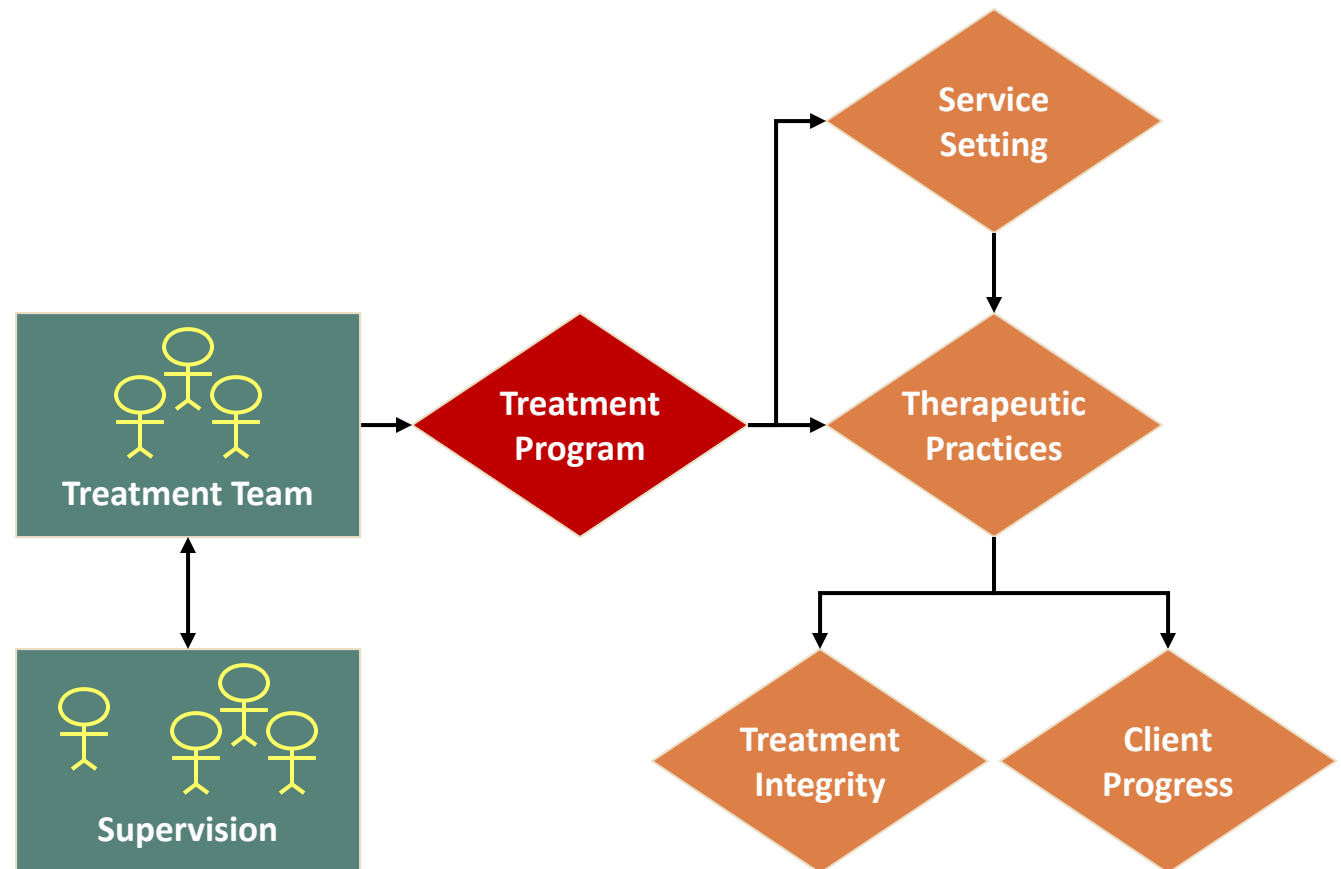 Service
Setting
Treatment Team
Treatment
Program
Therapeutic
Practices
Supervision
Treatment
Integrity
Client
Progress